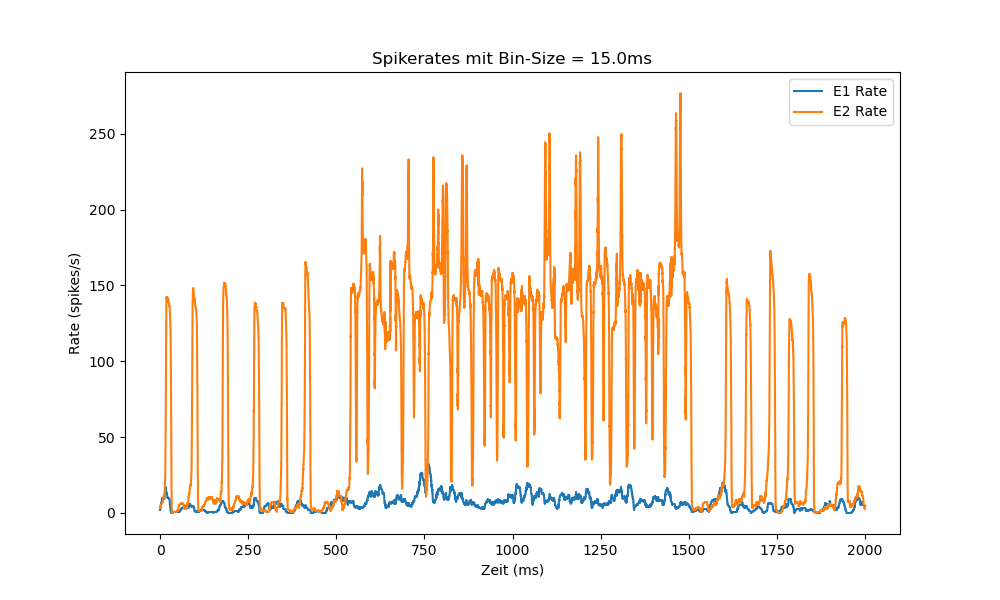 Spikerates mit Bin-Size = 15.0ms
E1 Rate
E2 Rate
Rate (spikes/s)
250
200
150
100
50
0
0 250 500 750 1000 1250 1500 1750 2000
Zeit (ms)